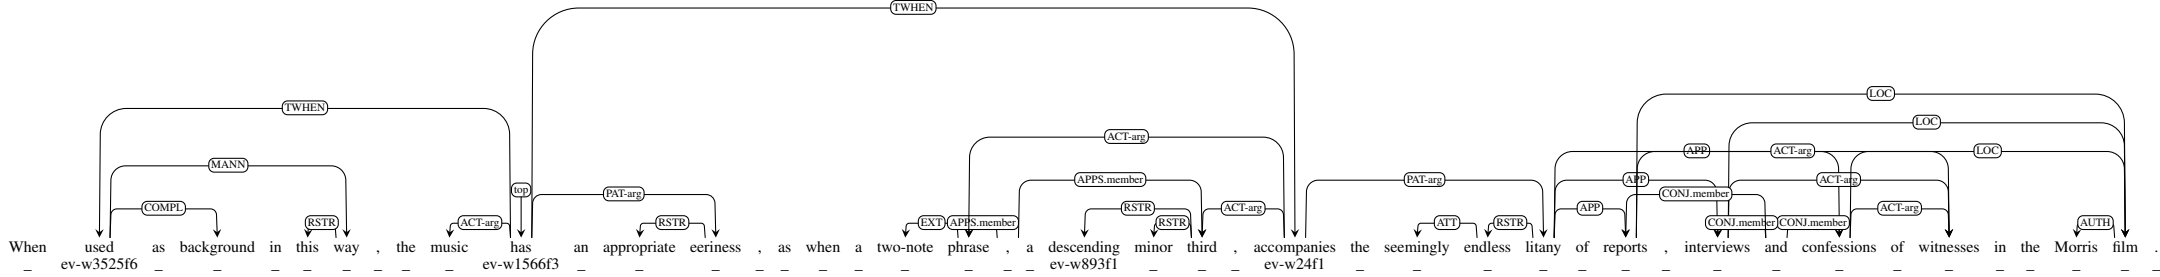 TWHEN
LOC
TWHEN
LOC
ACT-arg
APP ACT-arg LOC
MANN
APPS.member PAT-arg APP ACT-arg
top PAT-arg CONJ.member
COMPL RSTR ACT-arg APP ACT-arg
RSTR ACT-arg RSTR EXT APPS.member RSTR ATT RSTR CONJ.member CONJ.member AUTH
When used as background in this way , the music has an appropriate eeriness , as when a two-note phrase , a descending minor third , accompanies the seemingly endless litany of reports , interviews and confessions of witnesses in the Morris film .
_ ev-w3525f6 _ _ _ _ _ _ _ _ ev-w1566f3 _ _ _ _ _ _ _ _ _ _ _ ev-w893f1 _ _ _ ev-w24f1 _ _ _ _ _ _ _ _ _ _ _ _ _ _ _ _ _